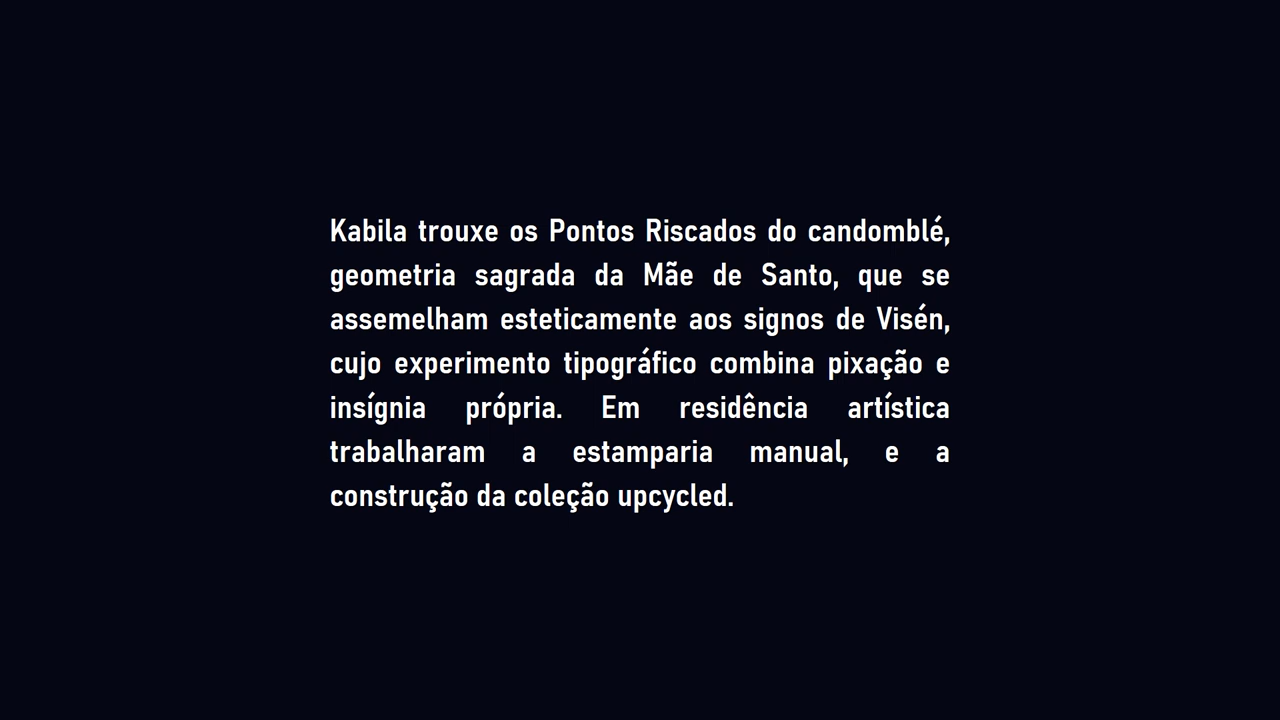 Kabila trouxe os Pontos Riscados do candomblé,
geometria sagrada da Mãe de Santo, que se
assemelham esteticamente aos signos de Visén,
cujo experimento tipográfico combina pixação e
insígnia própria. Em residência artística
trabalharam a estamparia manual, e a
construção da coleção upcycled.